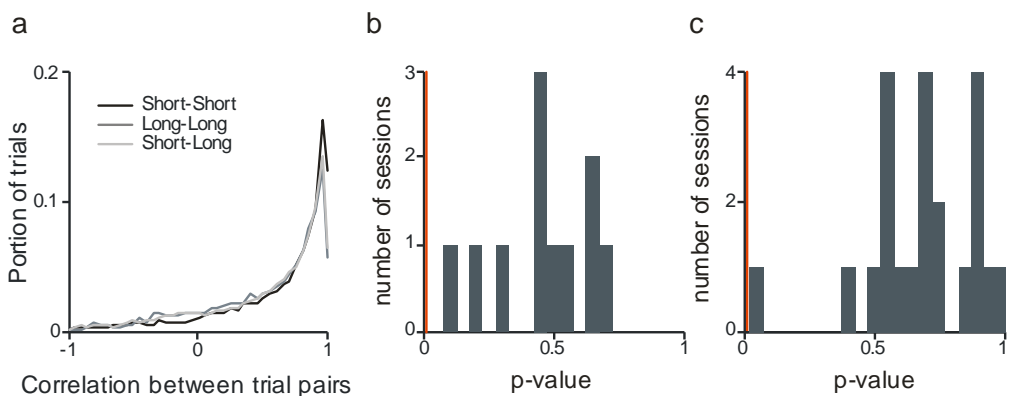 a
b
c
0.2
0.1
0
-1
0
1
Portion of trials
Correlation between trial pairs
Short-Short
Long-Long
Short-Long
3
2
1
0
0
0.5
1
number of sessions
p-value
4
2
0
0
0.5
1
number of sessions
p-value